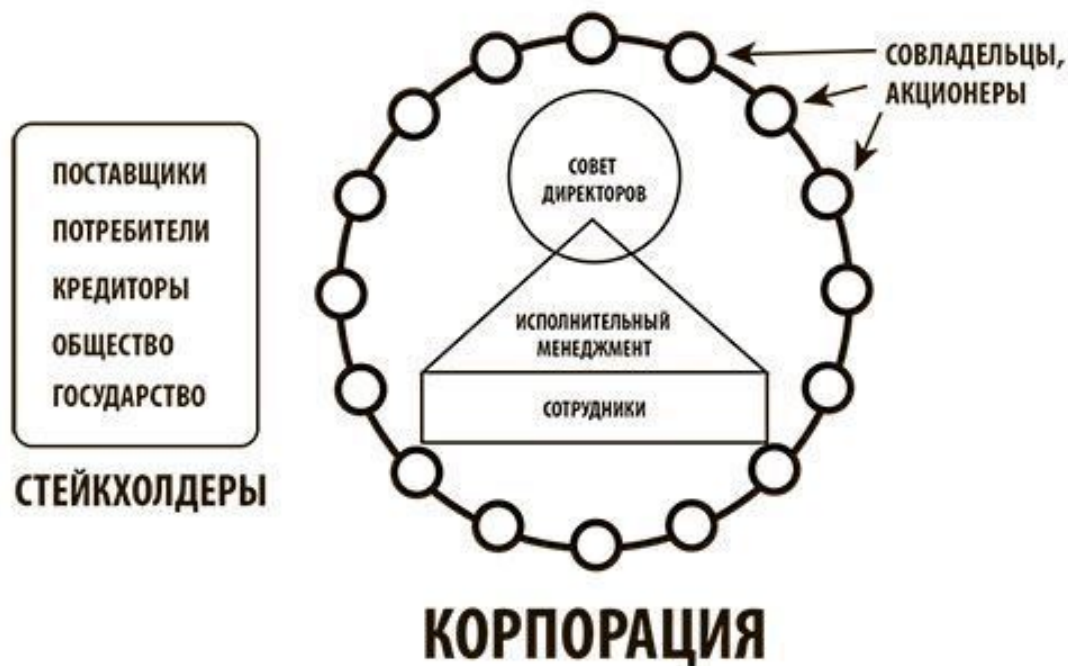 СОВЛАДЕЛЬЦЫ,
АКЦИОНЕРЫ
ПОСТАВЩИКИ
ПОТРЕБИТЕЛИ
КРЕДИТОРЫ
ОБЩЕСТВО
ГОСУДАРСТВО
СТЕЙКХОЛДЕРЫ
СОВЕТ
ДИРЕКТОРОВ
ИСПОЛНИТЕЛЬНЫЙ
МЕНЕДЖМЕНТ
СОТРУДНИКИ
КОРПОРАЦИЯ